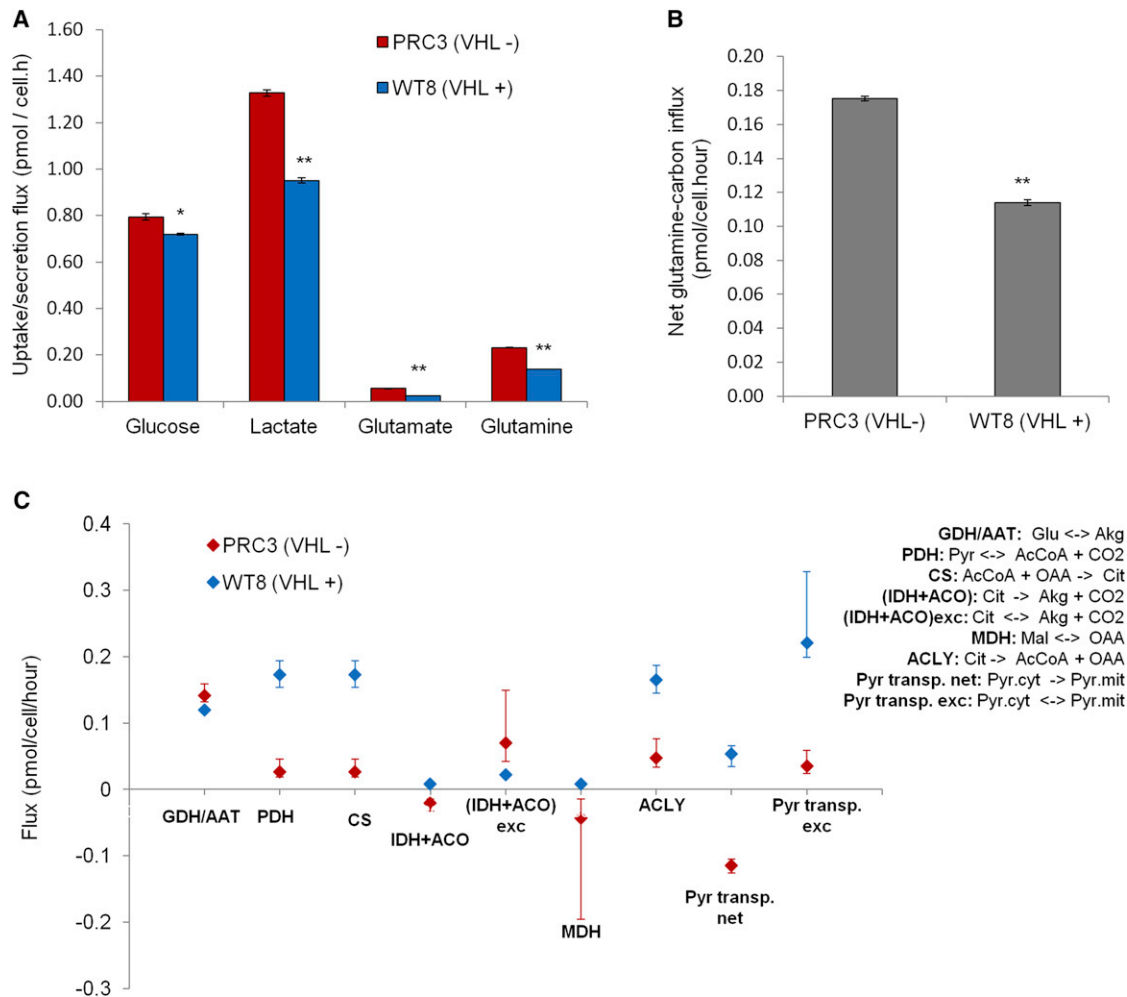 A
Uptake/secretion flux (pmol / cell.h)
1.60
1.40
1.20
1.00
0.80
0.60
0.40
0.20
0.00
PRC3 (VHL -)
WT8 (VHL +)
*
**
**
**
Glucose
Lactate
Glutamate
Glutamine
B
Net glutamine-carbon influx
(pmol/cell.hour)
0.20
0.18
0.16
0.14
0.12
0.10
0.08
0.06
0.04
0.02
0.00
**
PRC3 (VHL-)
WT8 (VHL +)
C
Flux (pmol/cell/hour)
0.4
0.3
0.2
0.1
0
-0.1
-0.2
-0.3
PRC3 (VHL -)
WT8 (VHL +)
GDH/AAT
PDH
CS
IDH+ACO
(IDH+ACO)
exc
MDH
ACLY
Pyr transp.
net
Pyr transp.
exc
GDH/AAT: Glu <-> Akg
PDH: Pyr <-> AcCoA + CO2
CS: AcCoA + OAA -> Cit
(IDH+ACO): Cit -> Akg + CO2
(IDH+ACO)exc: Cit <-> Akg + CO2
MDH: Mal <-> OAA
ACLY: Cit -> AcCoA + OAA
Pyr transp. net: Pyr.cyt -> Pyr.mit
Pyr transp. exc: Pyr.cyt <-> Pyr.mit